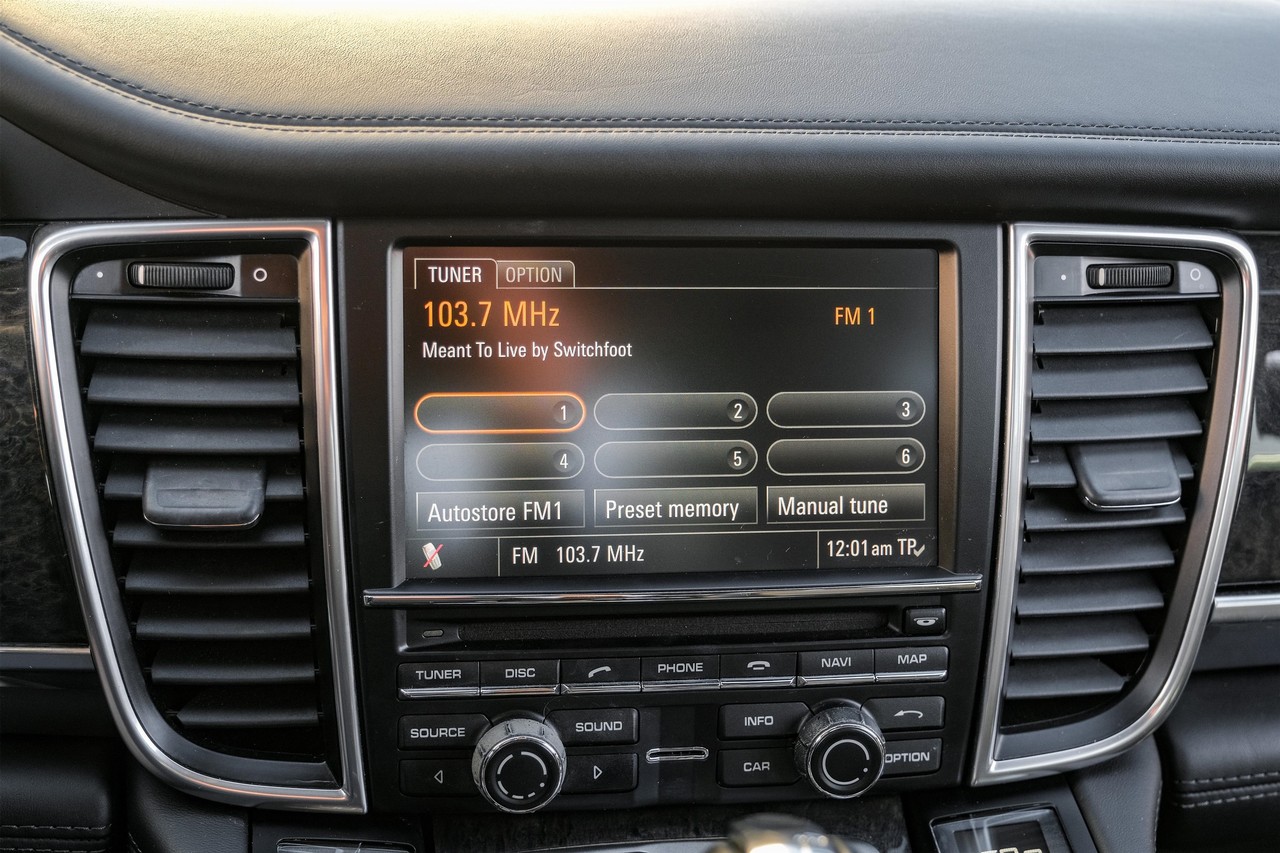 TUNER OPTION
103.7 MHz FM 1
Meant To Live by Switchfoot
1 2 3
4 5 6
Autostore FM1 Preset memory Manual tune
FM 103.7 MHz 12:01 am TP
TUNER DISC PHONE NAVI MAP
SOURCE SOUND INFO
CAR OPTION